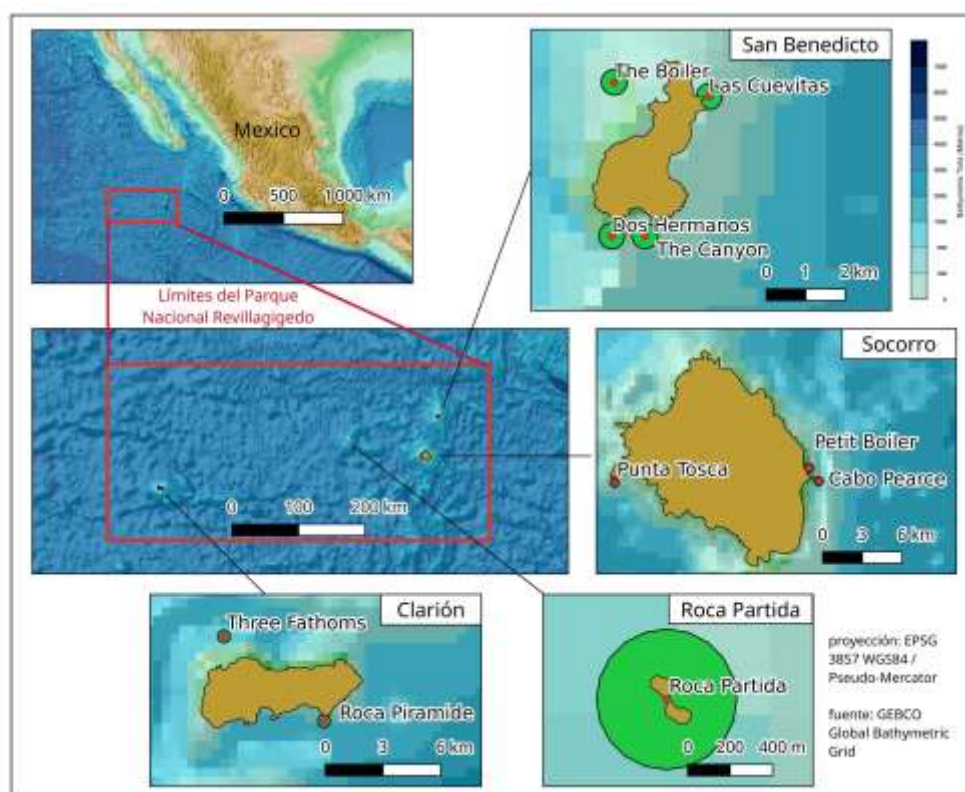 Mexico
0 500 1000 km
Límites del Parque
Nacional Revillagigedo
San Benedicto
The Boiler
Las Cuevitas
Dos Hermanos
The Canyon
0 1 2 km
0 100 200 km
Socorro
Petit Boiler
Punta Tosca
Cabo Pearce
0 3 6 km
Clarión
Three Fathoms
Roca Piramide
0 3 6 km
Roca Partida
Roca Partida
0 200 400 m
proyección: EPSG
3857 WGS84 /
Pseudo-Mercator
fuente: GEBCO
Global Bathymetric
Grid